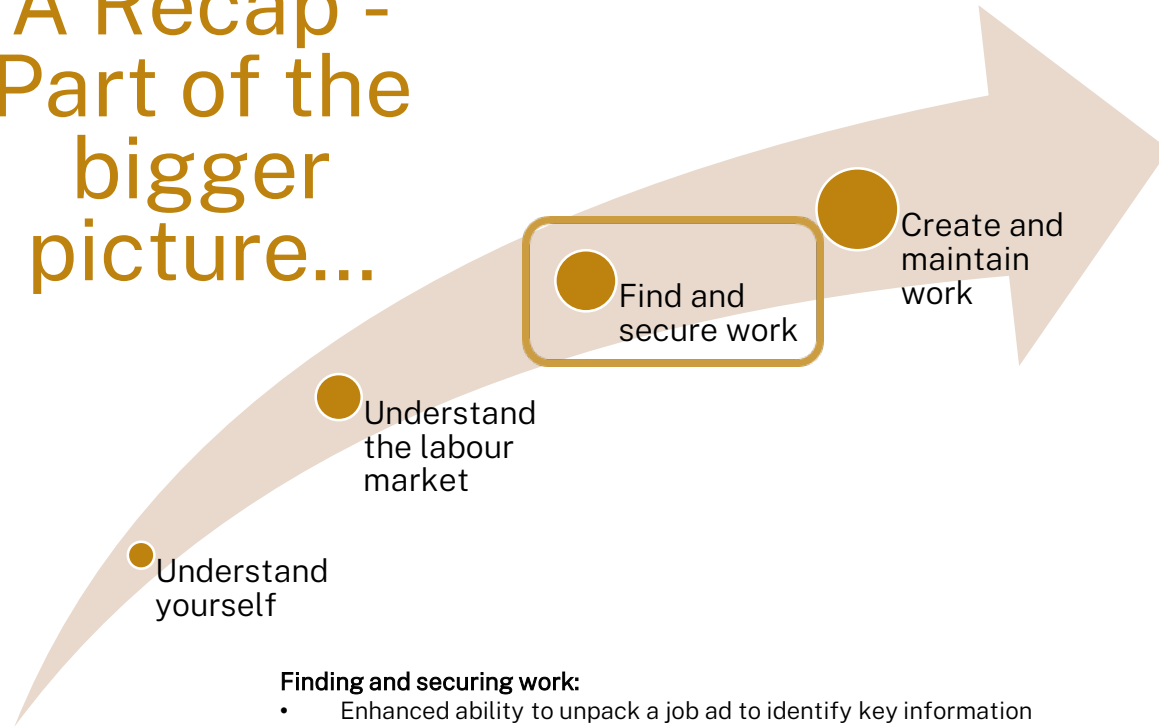 A Recap -
Part of the
bigger
picture...
Create and
maintain
work
Find and
secure work
Understand
the labour
market
Understand
yourself
Finding and securing work:
• Enhanced ability to unpack a job ad to identify key information